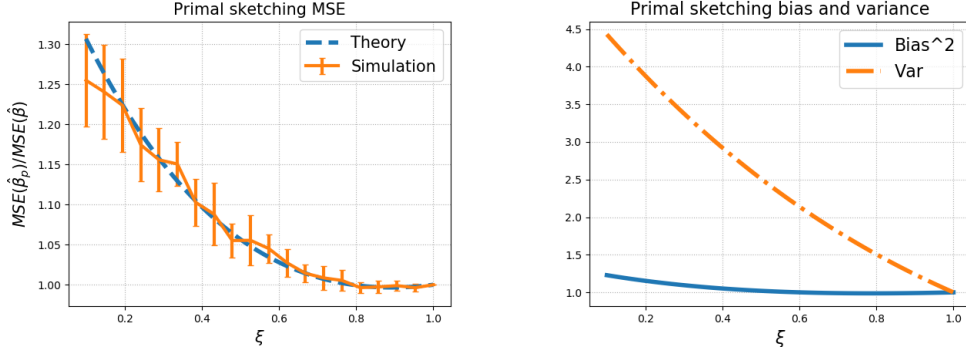 Primal sketching MSE
Theory
Simulation
MSE(β̂_p)/MSE(β̂)
1.30
1.25
1.20
1.15
1.10
1.05
1.00
0.2 0.4 0.6 0.8 1.0
ξ
Primal sketching bias and variance
Bias^2
Var
4.5
4.0
3.5
3.0
2.5
2.0
1.5
1.0
0.2 0.4 0.6 0.8 1.0
ξ